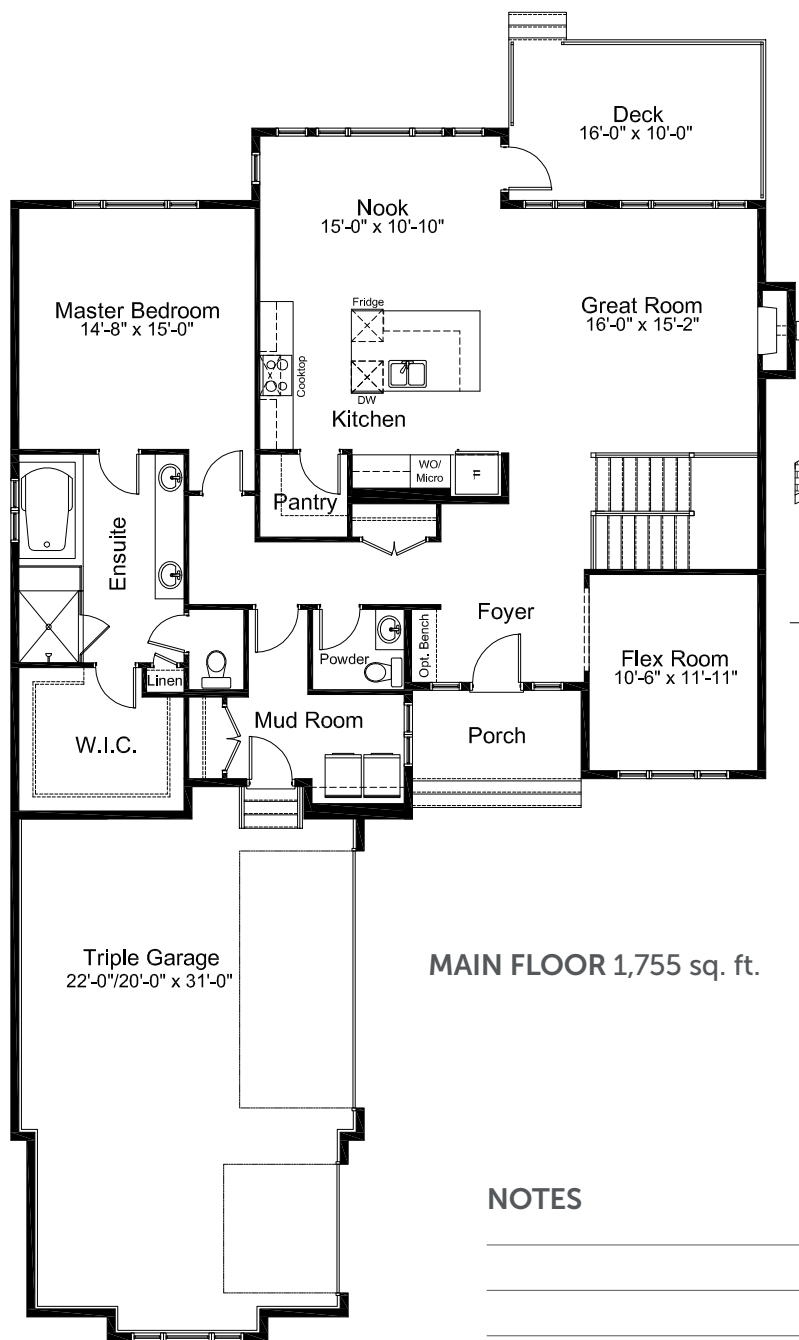 Deck
16'-0" x 10'-0"
Nook
15'-0" x 10'-10"
Master Bedroom
14'-8" x 15'-0"
Great Room
16'-0" x 15'-2"
Fridge
Cooktop
DW
Kitchen
WO/
Micro
F
Pantry
Ensuite
Foyer
Opt. Bench
Powder
Linen
Flex Room
10'-6" x 11'-11"
Mud Room
W.I.C.
Porch
Triple Garage
22'-0"/20'-0" x 31'-0"
MAIN FLOOR 1,755 sq. ft.
NOTES